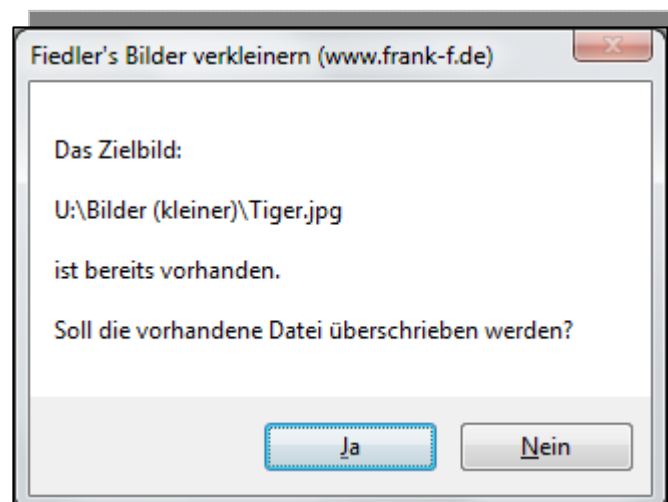 Fiedler's Bilder verkleinern (www.frank-f.de)
Das Zielbild:
U:\Bilder (kleiner)\Tiger.jpg
ist bereits vorhanden.
Soll die vorhandene Datei überschrieben werden?
Ja
Nein